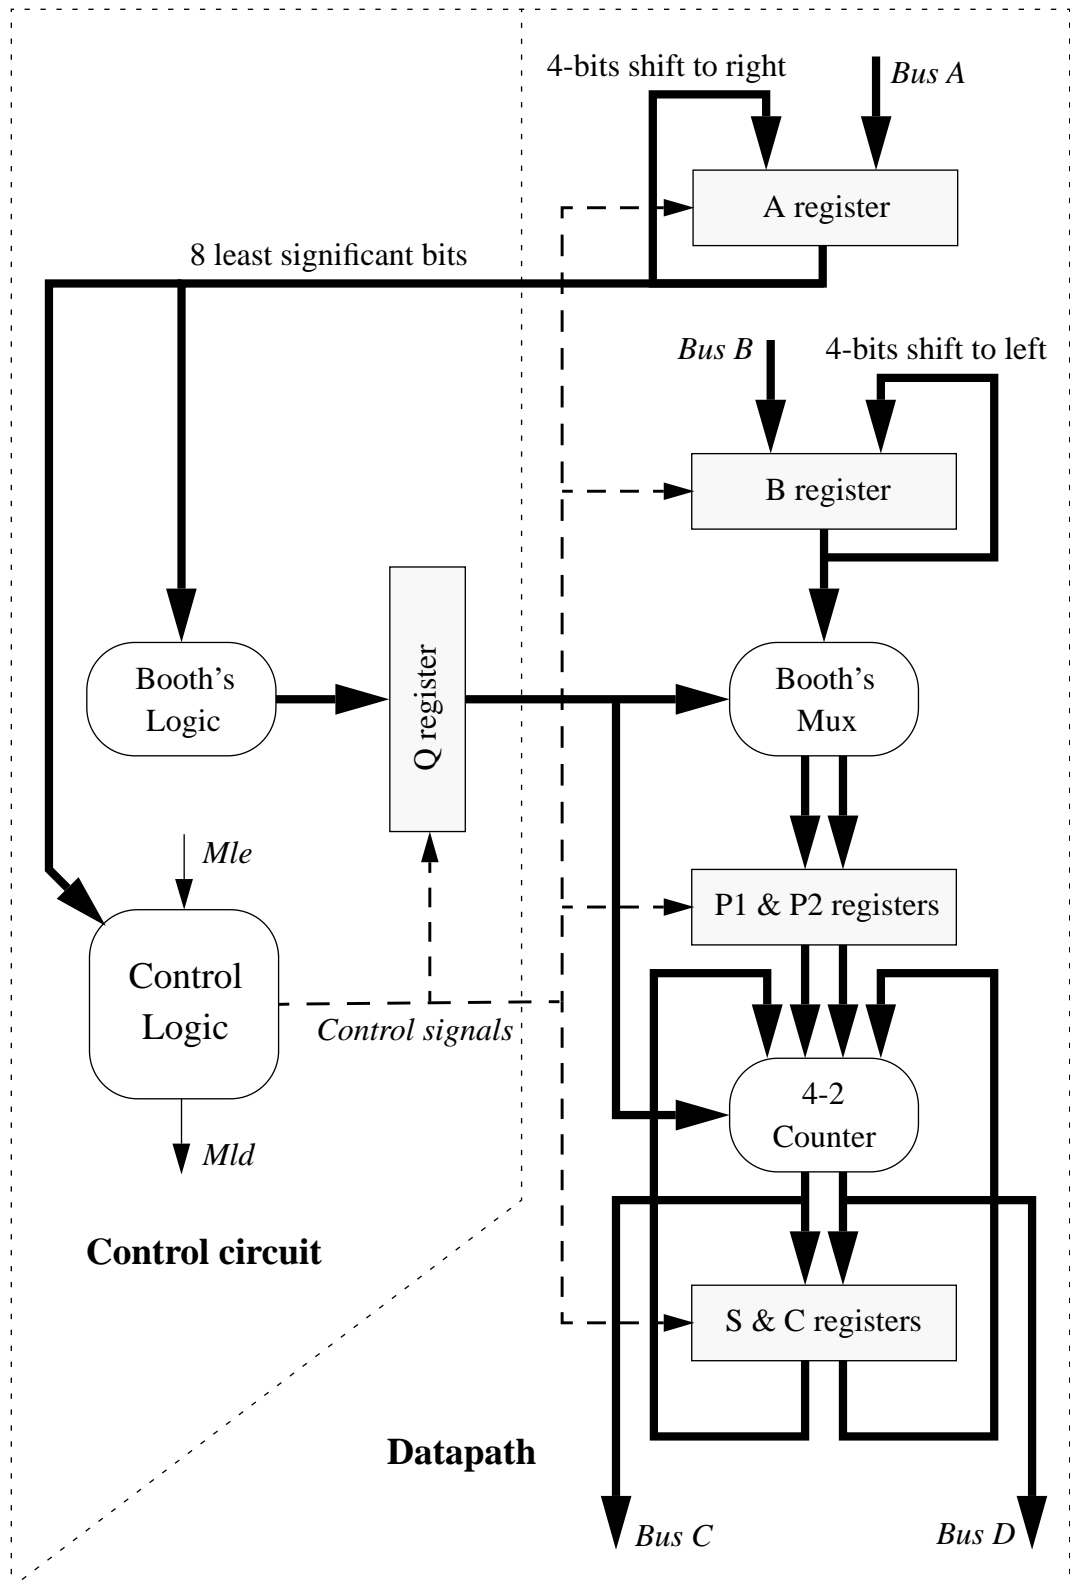 4-bits shift to right
Bus A
A register
8 least significant bits
Bus B
4-bits shift to left
B register
Booth's
Logic
Q register
Booth's
Mux
Mle
P1 & P2 registers
Control
Logic
Control signals
4-2
Counter
Mld
Control circuit
S & C registers
Datapath
Bus C
Bus D